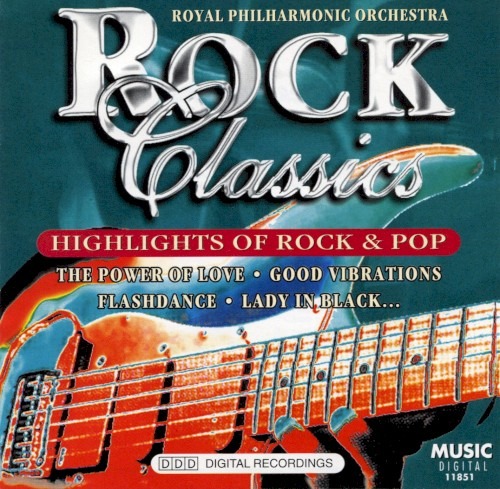 ROYAL PHILHARMONIC ORCHESTRA
ROCK
Classics
HIGHLIGHTS OF ROCK & POP
THE POWER OF LOVE • GOOD VIBRATIONS
FLASHDANCE • LADY IN BLACK...
DDD DIGITAL RECORDINGS
MUSIC
DIGITAL
11851